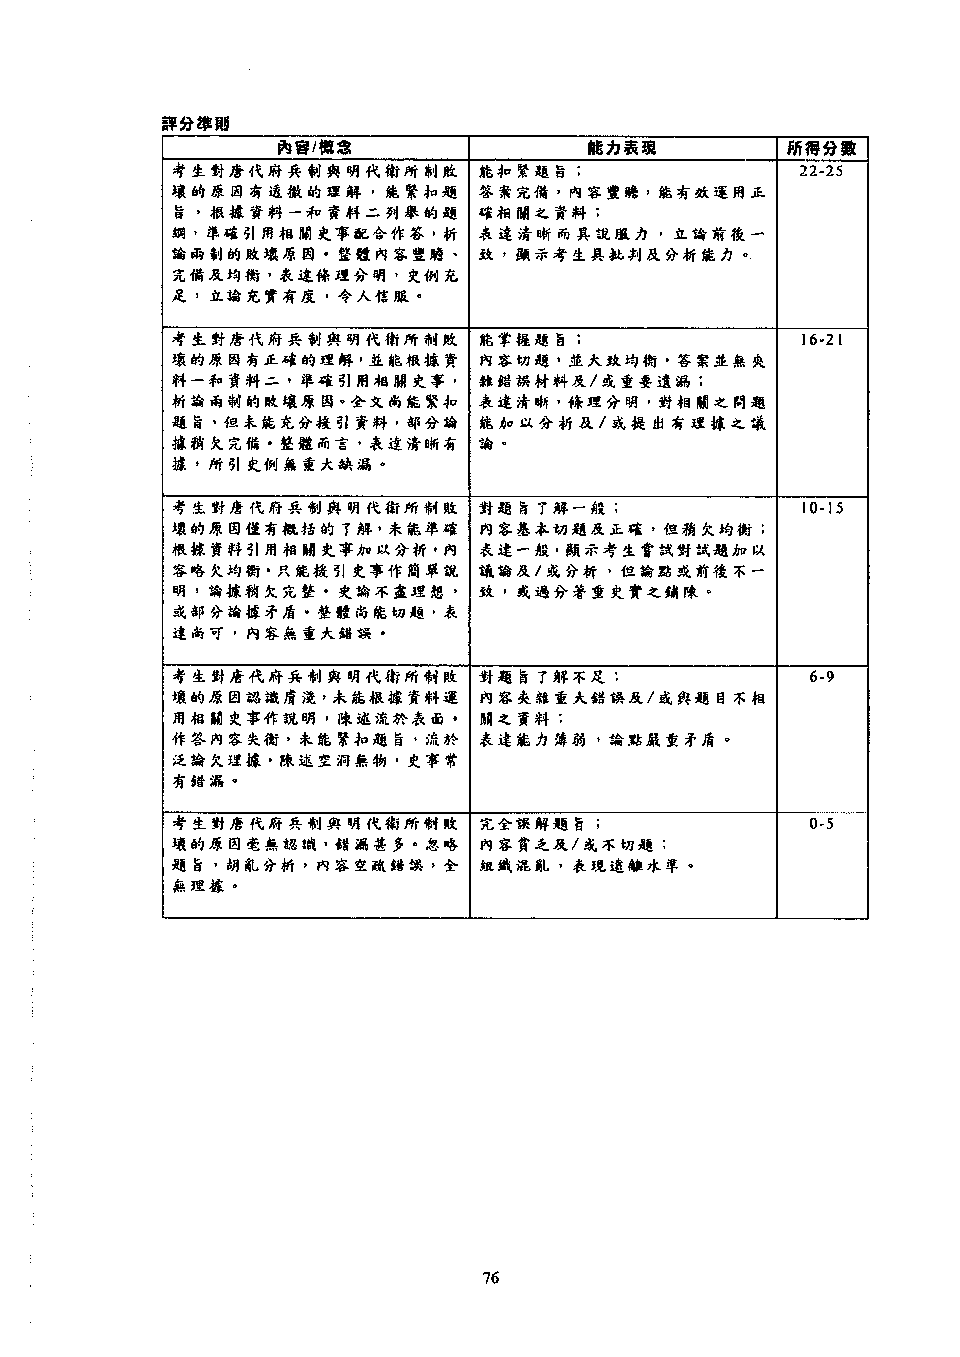 評分準則
內容/概念 能力表現 所得分數
考生對唐代府兵制與明代衛所制敗
壞的原因有透徹的理解，能緊扣題
旨，根據資料一和資料二列舉的題
綱，準確引用相關史事配合作答，析
論兩制的敗壞原因。整體內容豐贍、
完備及均衡，表達條理分明，史例充
足，立論充實有度，令人信服。
能扣緊題旨；
答案完備，內容豐贍，能有效運用正
確相關之資料；
表達清晰而具說服力，立論前後一
致，顯示考生具批判及分析能力。
22-25
考生對唐代府兵制與明代衛所制敗
壞的原因有正確的理解，並能根據資
料一和資料二，準確引用相關史事，
析論兩制的敗壞原因。全文尚能緊扣
題旨，但未能充分援引資料，部分論
據稍欠完備。整體而言，表達清晰有
據，所引史例無重大缺漏。
能掌握題旨；
內容切題，並大致均衡。答案並無夾
雜錯誤材料及/或重要遺漏；
表達清晰，條理分明，對相關之問題
能加以分析及/或提出有理據之議
論。
16-21
考生對唐代府兵制與明代衛所制敗
壞的原因僅有概括的了解，未能準確
根據資料引用相關史事加以分析，內
容略欠均衡。只能援引史事作簡單說
明，論據稍欠完整。史論不盡理想，
或部分論據矛盾。整體尚能切題，表
達尚可，內容無重大錯誤。
對題旨了解一般；
內容基本切題及正確，但稍欠均衡；
表達一般，顯示考生嘗試對試題加以
議論及/或分析，但論點或前後不一
致，或過分著重史實之鋪陳。
10-15
考生對唐代府兵制與明代衛所制敗
壞的原因認識膚淺，未能根據資料運
用相關史事作說明，陳述流於表面。
作答內容失衡，未能緊扣題旨，流於
泛論欠理據，陳述空洞無物，史事常
有錯漏。
對題旨了解不足；
內容夾雜重大錯誤及/或與題目不相
關之資料；
表達能力薄弱，論點嚴重矛盾。
6-9
考生對唐代府兵制與明代衛所制敗
壞的原因毫無認識，錯漏甚多。忽略
題旨，胡亂分析，內容空疏錯誤，全
無理據。
完全誤解題旨；
內容貧乏及/或不切題；
組織混亂，表現遠離水準。
0-5
76